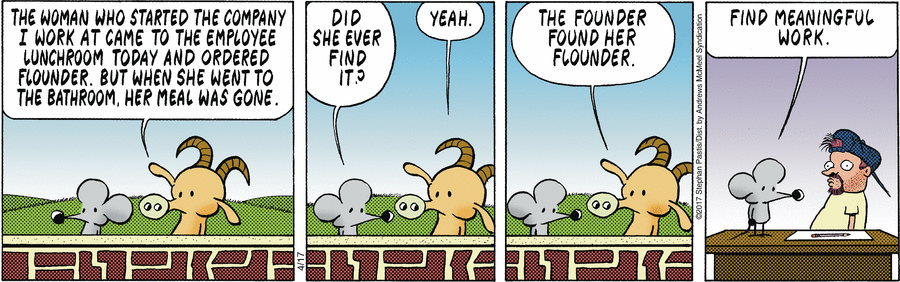 THE WOMAN WHO STARTED THE COMPANY
I WORK AT CAME TO THE EMPLOYEE
LUNCHROOM TODAY AND ORDERED
FLOUNDER. BUT WHEN SHE WENT TO
THE BATHROOM, HER MEAL WAS GONE.
4/17
DID
SHE EVER
FIND
IT?
YEAH.
THE FOUNDER
FOUND HER
FLOUNDER.
©2017 Stephan Pastis/Dist. by Andrews McMeel Syndication
FIND MEANINGFUL
WORK.